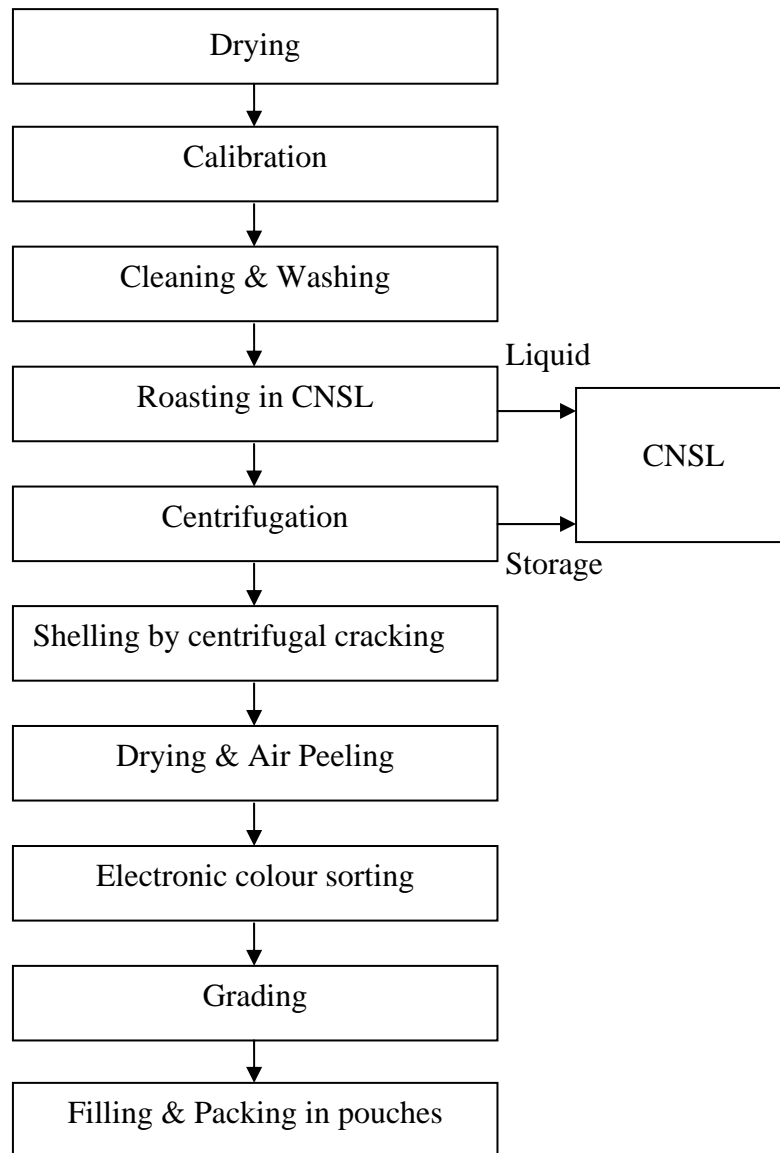 Drying
Calibration
Cleaning & Washing
Liquid
Roasting in CNSL
CNSL
Centrifugation
Storage
Shelling by centrifugal cracking
Drying & Air Peeling
Electronic colour sorting
Grading
Filling & Packing in pouches